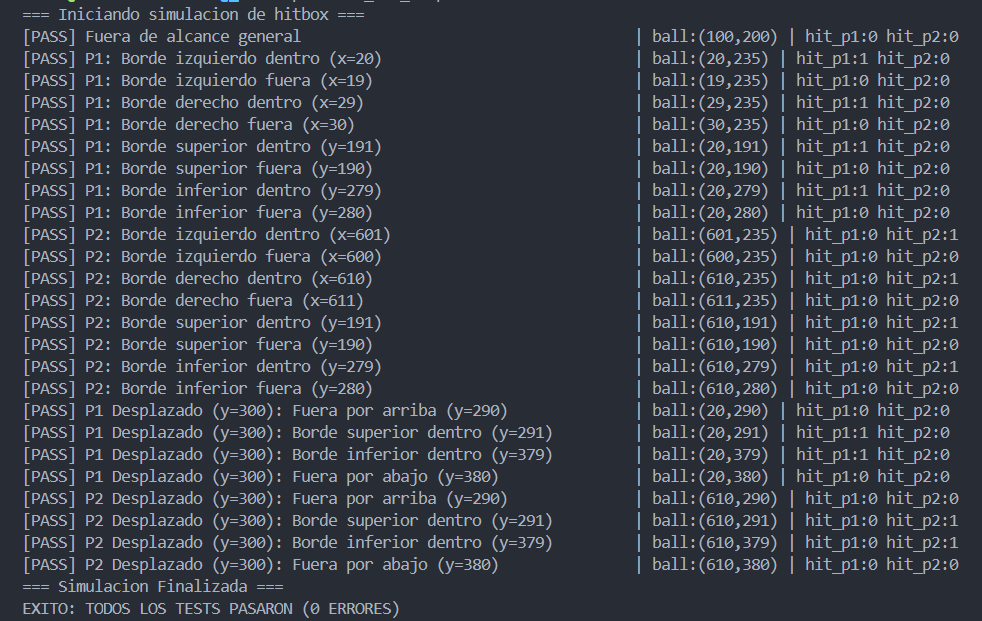 === Iniciando simulacion de hitbox ===
[PASS] Fuera de alcance general | ball:(100,200) | hit_p1:0 hit_p2:0
[PASS] P1: Borde izquierdo dentro (x=20) | ball:(20,235) | hit_p1:1 hit_p2:0
[PASS] P1: Borde izquierdo fuera (x=19) | ball:(19,235) | hit_p1:0 hit_p2:0
[PASS] P1: Borde derecho dentro (x=29) | ball:(29,235) | hit_p1:1 hit_p2:0
[PASS] P1: Borde derecho fuera (x=30) | ball:(30,235) | hit_p1:0 hit_p2:0
[PASS] P1: Borde superior dentro (y=191) | ball:(20,191) | hit_p1:1 hit_p2:0
[PASS] P1: Borde superior fuera (y=190) | ball:(20,190) | hit_p1:0 hit_p2:0
[PASS] P1: Borde inferior dentro (y=279) | ball:(20,279) | hit_p1:1 hit_p2:0
[PASS] P1: Borde inferior fuera (y=280) | ball:(20,280) | hit_p1:0 hit_p2:0
[PASS] P2: Borde izquierdo dentro (x=601) | ball:(601,235) | hit_p1:0 hit_p2:1
[PASS] P2: Borde izquierdo fuera (x=600) | ball:(600,235) | hit_p1:0 hit_p2:0
[PASS] P2: Borde derecho dentro (x=610) | ball:(610,235) | hit_p1:0 hit_p2:1
[PASS] P2: Borde derecho fuera (x=611) | ball:(611,235) | hit_p1:0 hit_p2:0
[PASS] P2: Borde superior dentro (y=191) | ball:(610,191) | hit_p1:0 hit_p2:1
[PASS] P2: Borde superior fuera (y=190) | ball:(610,190) | hit_p1:0 hit_p2:0
[PASS] P2: Borde inferior dentro (y=279) | ball:(610,279) | hit_p1:0 hit_p2:1
[PASS] P2: Borde inferior fuera (y=280) | ball:(610,280) | hit_p1:0 hit_p2:0
[PASS] P1 Desplazado (y=300): Fuera por arriba (y=290) | ball:(20,290) | hit_p1:0 hit_p2:0
[PASS] P1 Desplazado (y=300): Borde superior dentro (y=291) | ball:(20,291) | hit_p1:1 hit_p2:0
[PASS] P1 Desplazado (y=300): Borde inferior dentro (y=379) | ball:(20,379) | hit_p1:1 hit_p2:0
[PASS] P1 Desplazado (y=300): Fuera por abajo (y=380) | ball:(20,380) | hit_p1:0 hit_p2:0
[PASS] P2 Desplazado (y=300): Fuera por arriba (y=290) | ball:(610,290) | hit_p1:0 hit_p2:0
[PASS] P2 Desplazado (y=300): Borde superior dentro (y=291) | ball:(610,291) | hit_p1:0 hit_p2:1
[PASS] P2 Desplazado (y=300): Borde inferior dentro (y=379) | ball:(610,379) | hit_p1:0 hit_p2:1
[PASS] P2 Desplazado (y=300): Fuera por abajo (y=380) | ball:(610,380) | hit_p1:0 hit_p2:0
=== Simulacion Finalizada ===
EXITO: TODOS LOS TESTS PASARON (0 ERRORES)